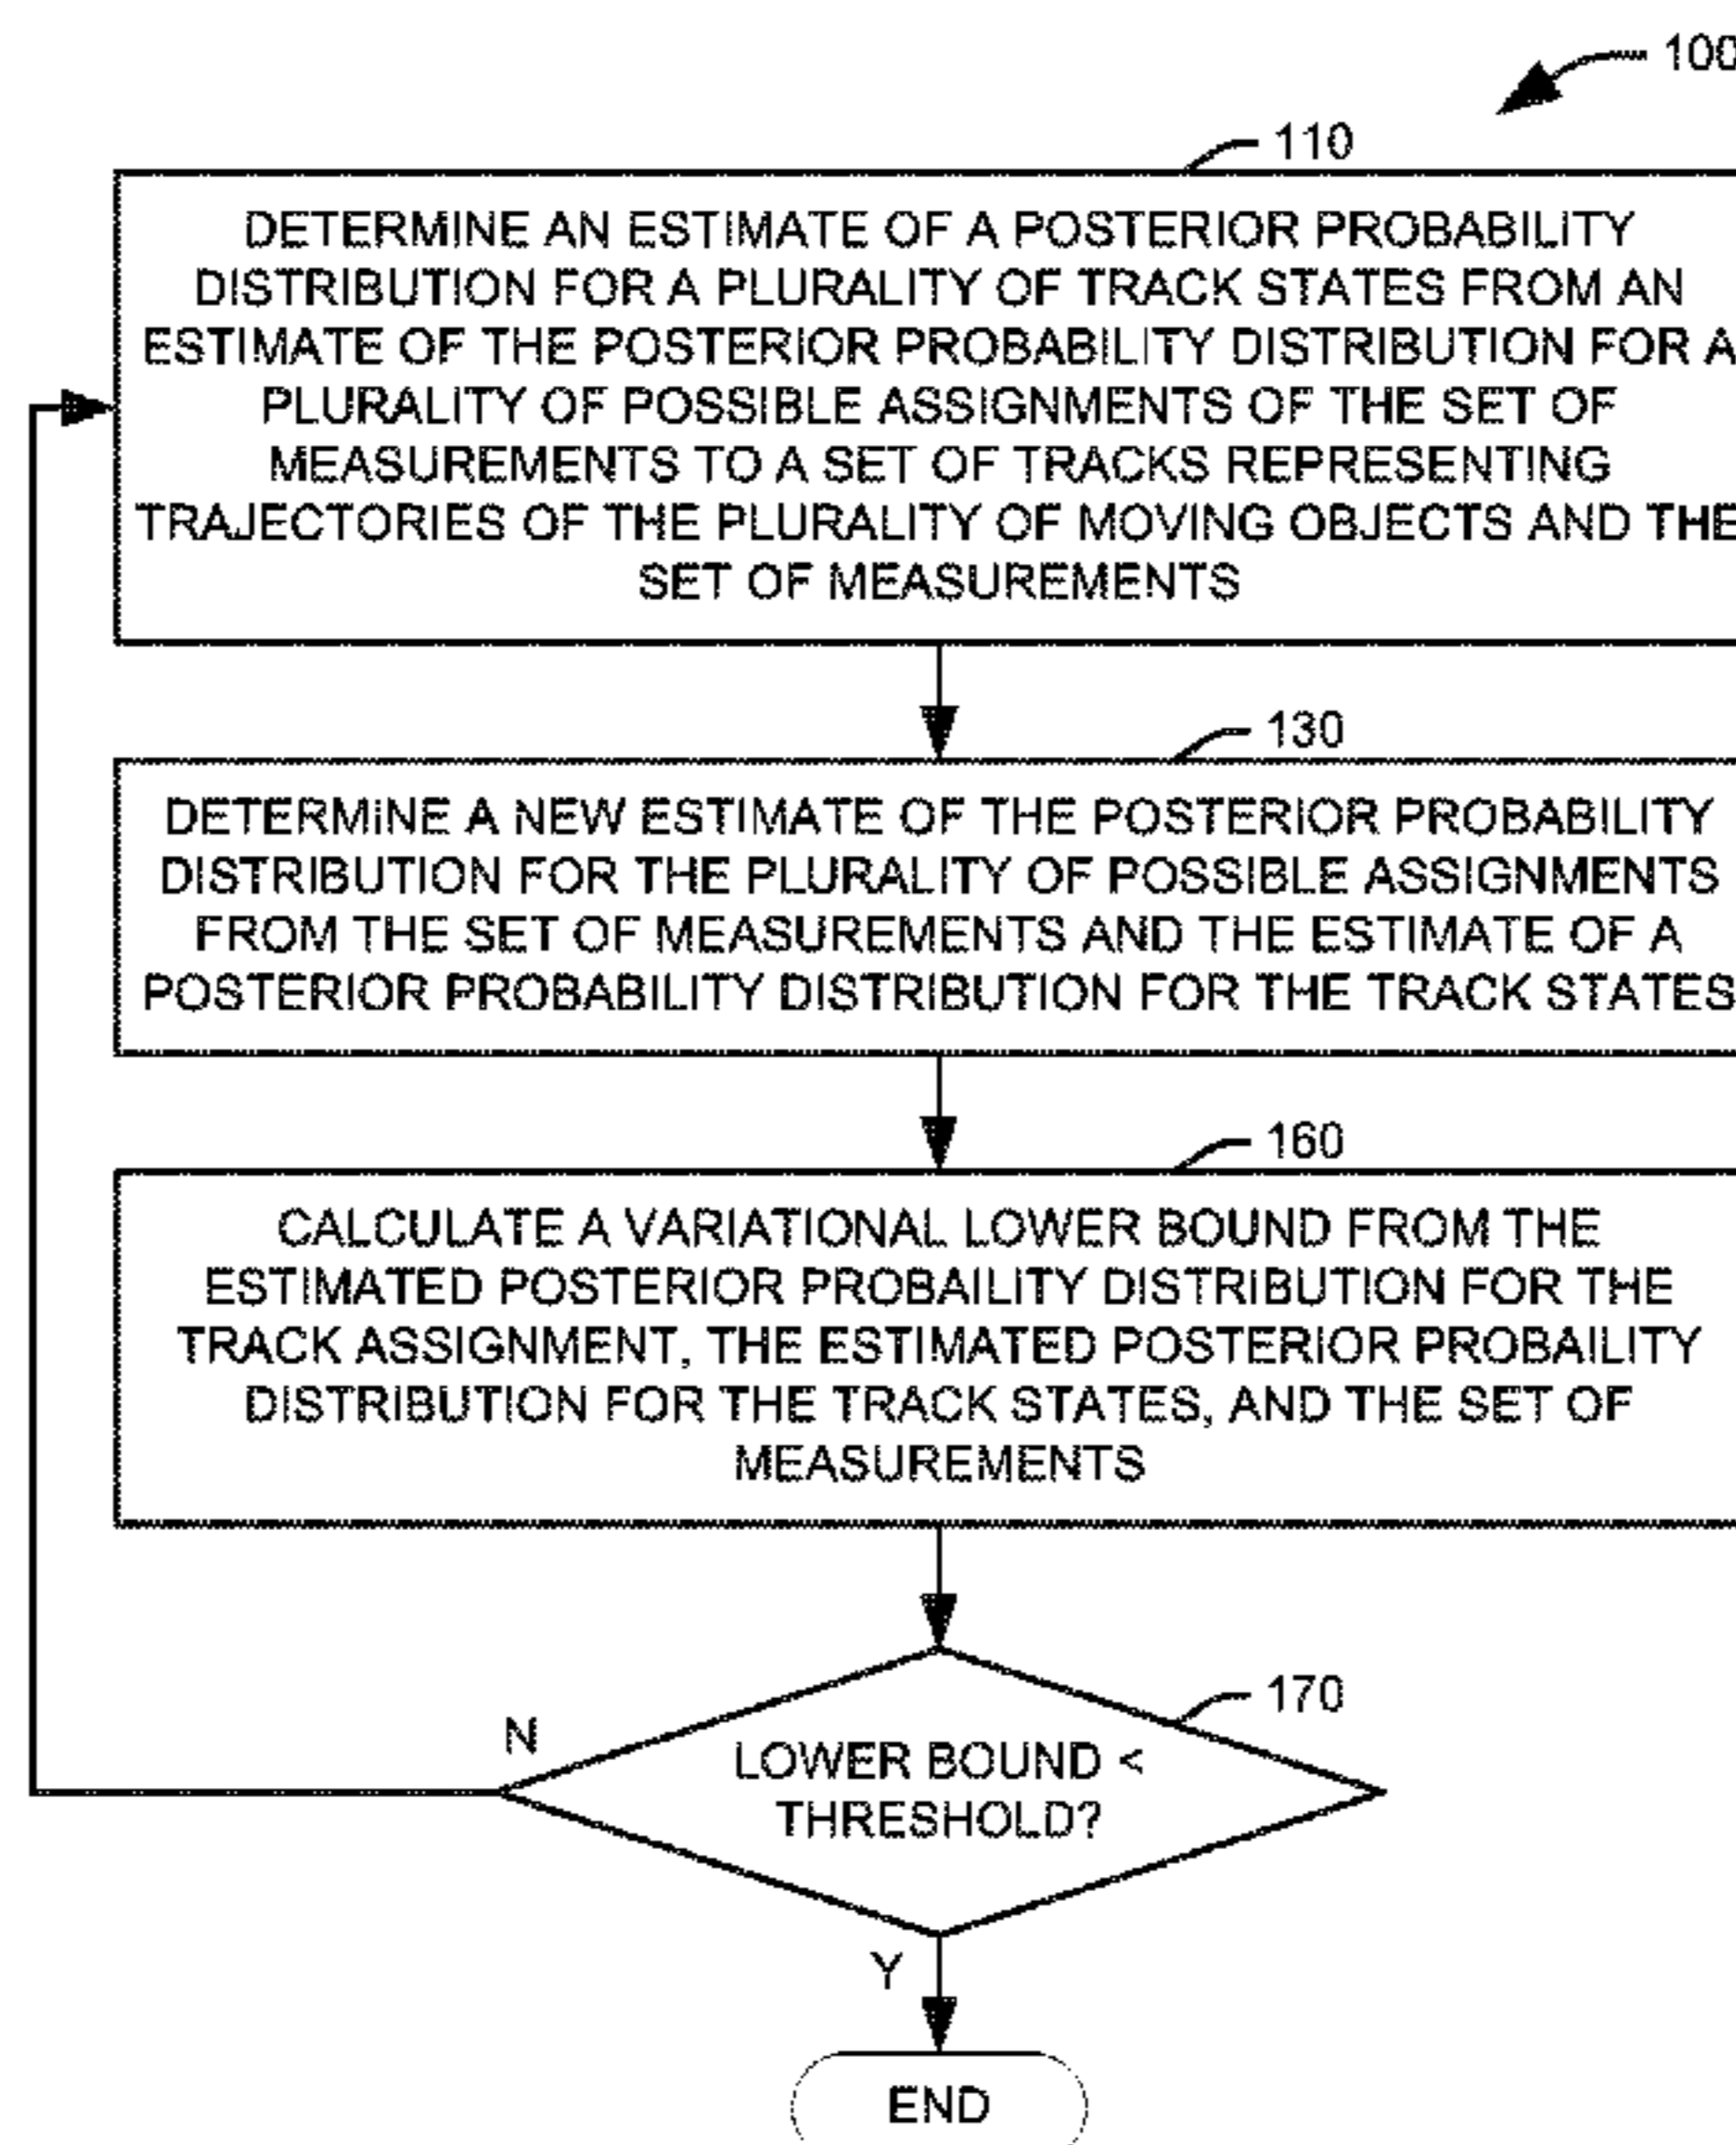 100
110
DETERMINE AN ESTIMATE OF A POSTERIOR PROBABILITY
DISTRIBUTION FOR A PLURALITY OF TRACK STATES FROM AN
ESTIMATE OF THE POSTERIOR PROBABILITY DISTRIBUTION FOR A
PLURALITY OF POSSIBLE ASSIGNMENTS OF THE SET OF
MEASUREMENTS TO A SET OF TRACKS REPRESENTING
TRAJECTORIES OF THE PLURALITY OF MOVING OBJECTS AND THE
SET OF MEASUREMENTS
130
DETERMINE A NEW ESTIMATE OF THE POSTERIOR PROBABILITY
DISTRIBUTION FOR THE PLURALITY OF POSSIBLE ASSIGNMENTS
FROM THE SET OF MEASUREMENTS AND THE ESTIMATE OF A
POSTERIOR PROBABILITY DISTRIBUTION FOR THE TRACK STATES
160
CALCULATE A VARIATIONAL LOWER BOUND FROM THE
ESTIMATED POSTERIOR PROBAILITY DISTRIBUTION FOR THE
TRACK ASSIGNMENT, THE ESTIMATED POSTERIOR PROBAILITY
DISTRIBUTION FOR THE TRACK STATES, AND THE SET OF
MEASUREMENTS
170
N
LOWER BOUND <
THRESHOLD?
Y
END